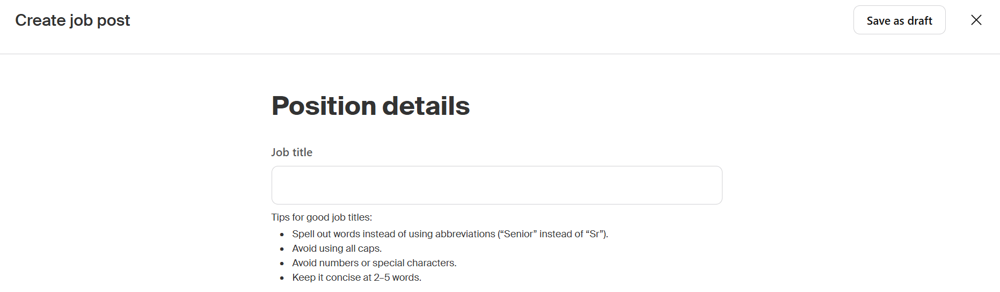 Create job post
Save as draft
Position details
Job title
Tips for good job titles:
• Spell out words instead of using abbreviations (“Senior” instead of “Sr”).
• Avoid using all caps.
• Avoid numbers or special characters.
• Keep it concise at 2–5 words.